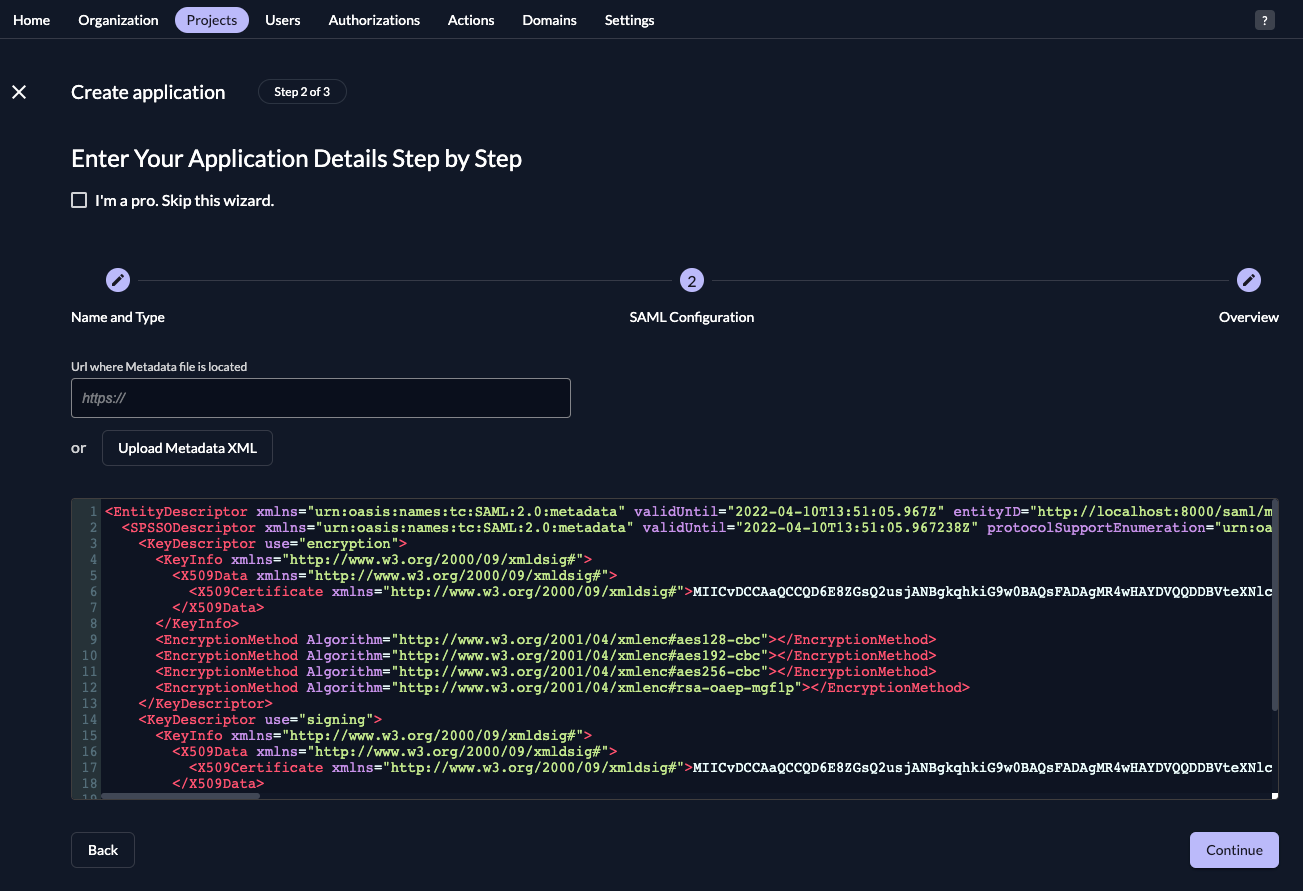 Home Organization Projects Users Authorizations Actions Domains Settings ?
Create application Step 2 of 3
Enter Your Application Details Step by Step
I'm a pro. Skip this wizard.
2
Name and Type SAML Configuration Overview
Url where Metadata file is located
https://
or Upload Metadata XML
1 <EntityDescriptor xmlns="urn:oasis:names:tc:SAML:2.0:metadata" validUntil="2022-04-10T13:51:05.967Z" entityID="http://localhost:8000/saml/m
2 <SPSSODescriptor xmlns="urn:oasis:names:tc:SAML:2.0:metadata" validUntil="2022-04-10T13:51:05.967238Z" protocolSupportEnumeration="urn:oa
3 <KeyDescriptor use="encryption">
4 <KeyInfo xmlns="http://www.w3.org/2000/09/xmldsig#">
5 <X509Data xmlns="http://www.w3.org/2000/09/xmldsig#">
6 <X509Certificate xmlns="http://www.w3.org/2000/09/xmldsig#">MIICvDCCAaQCCQD6E8ZGsQ2usjANBgkqhkiG9w0BAQsFADAgMR4wHAYDVQQDDBVteXNlc
7 </X509Data>
8 </KeyInfo>
9 <EncryptionMethod Algorithm="http://www.w3.org/2001/04/xmlenc#aes128-cbc"></EncryptionMethod>
10 <EncryptionMethod Algorithm="http://www.w3.org/2001/04/xmlenc#aes192-cbc"></EncryptionMethod>
11 <EncryptionMethod Algorithm="http://www.w3.org/2001/04/xmlenc#aes256-cbc"></EncryptionMethod>
12 <EncryptionMethod Algorithm="http://www.w3.org/2001/04/xmlenc#rsa-oaep-mgf1p"></EncryptionMethod>
13 </KeyDescriptor>
14 <KeyDescriptor use="signing">
15 <KeyInfo xmlns="http://www.w3.org/2000/09/xmldsig#">
16 <X509Data xmlns="http://www.w3.org/2000/09/xmldsig#">
17 <X509Certificate xmlns="http://www.w3.org/2000/09/xmldsig#">MIICvDCCAaQCCQD6E8ZGsQ2usjANBgkqhkiG9w0BAQsFADAgMR4wHAYDVQQDDBVteXNlc
18 </X509Data>
Back Continue